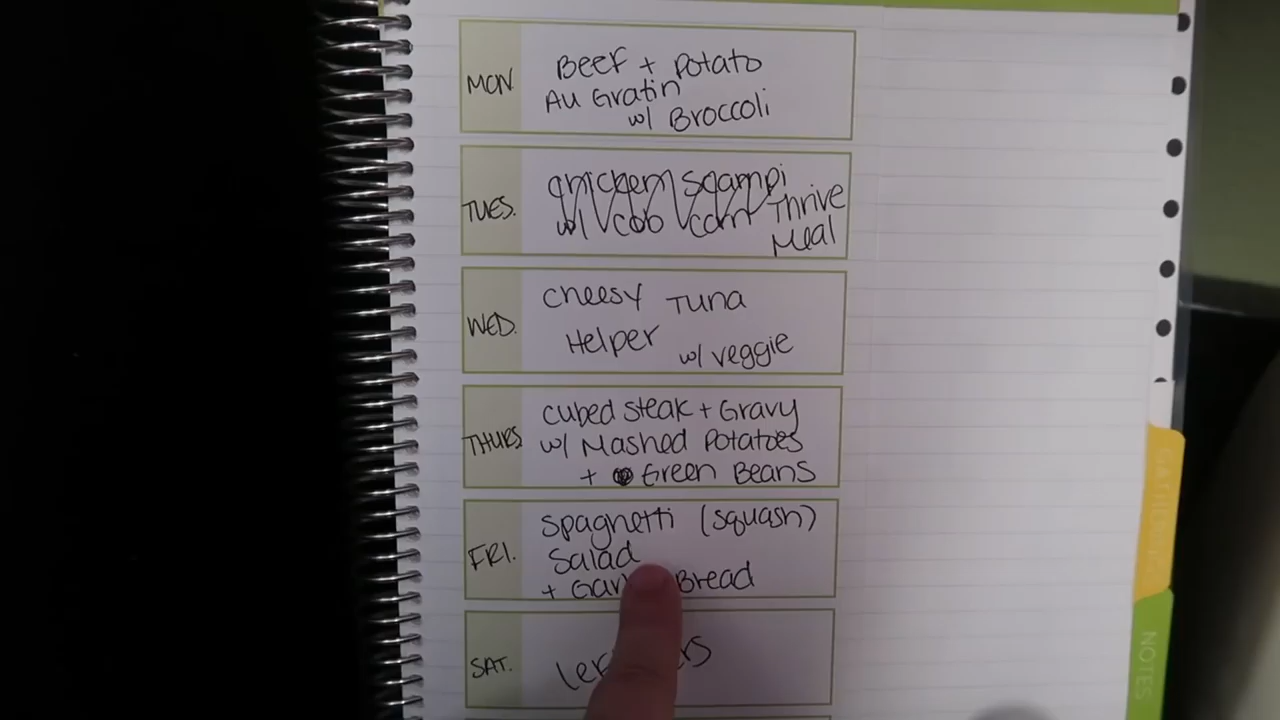 MON
Beef + Potato
Au Gratin
w/ Broccoli
TUES.
chicken scampi
w/ cob corn Thrive
Meal
WED.
cheesy Tuna
Helper w/ veggie
THURS.
cubed steak + Gravy
w/ Mashed Potatoes
+ Green Beans
FRI.
spaghetti (squash)
Salad
+ Bread
SAT.
NOTES